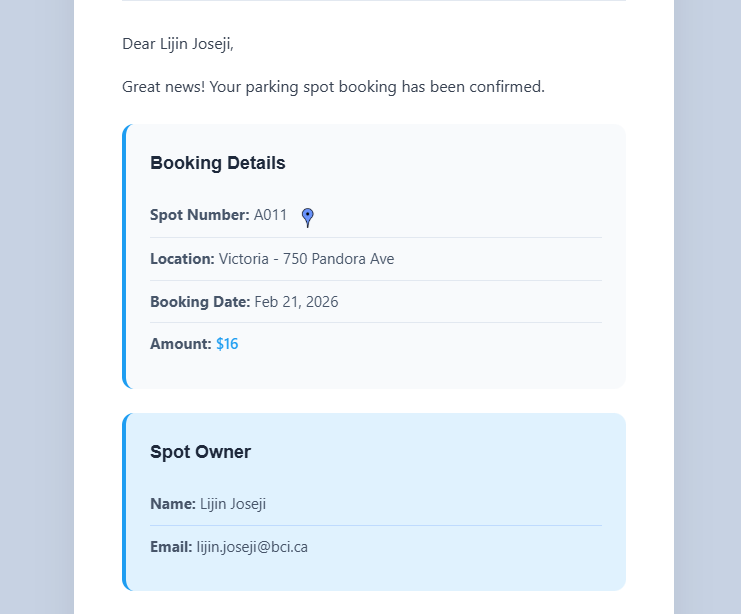 Dear Lijin Joseji,
Great news! Your parking spot booking has been confirmed.
Booking Details
Spot Number: A011
Location: Victoria - 750 Pandora Ave
Booking Date: Feb 21, 2026
Amount: $16
Spot Owner
Name: Lijin Joseji
Email: lijin.joseji@bci.ca